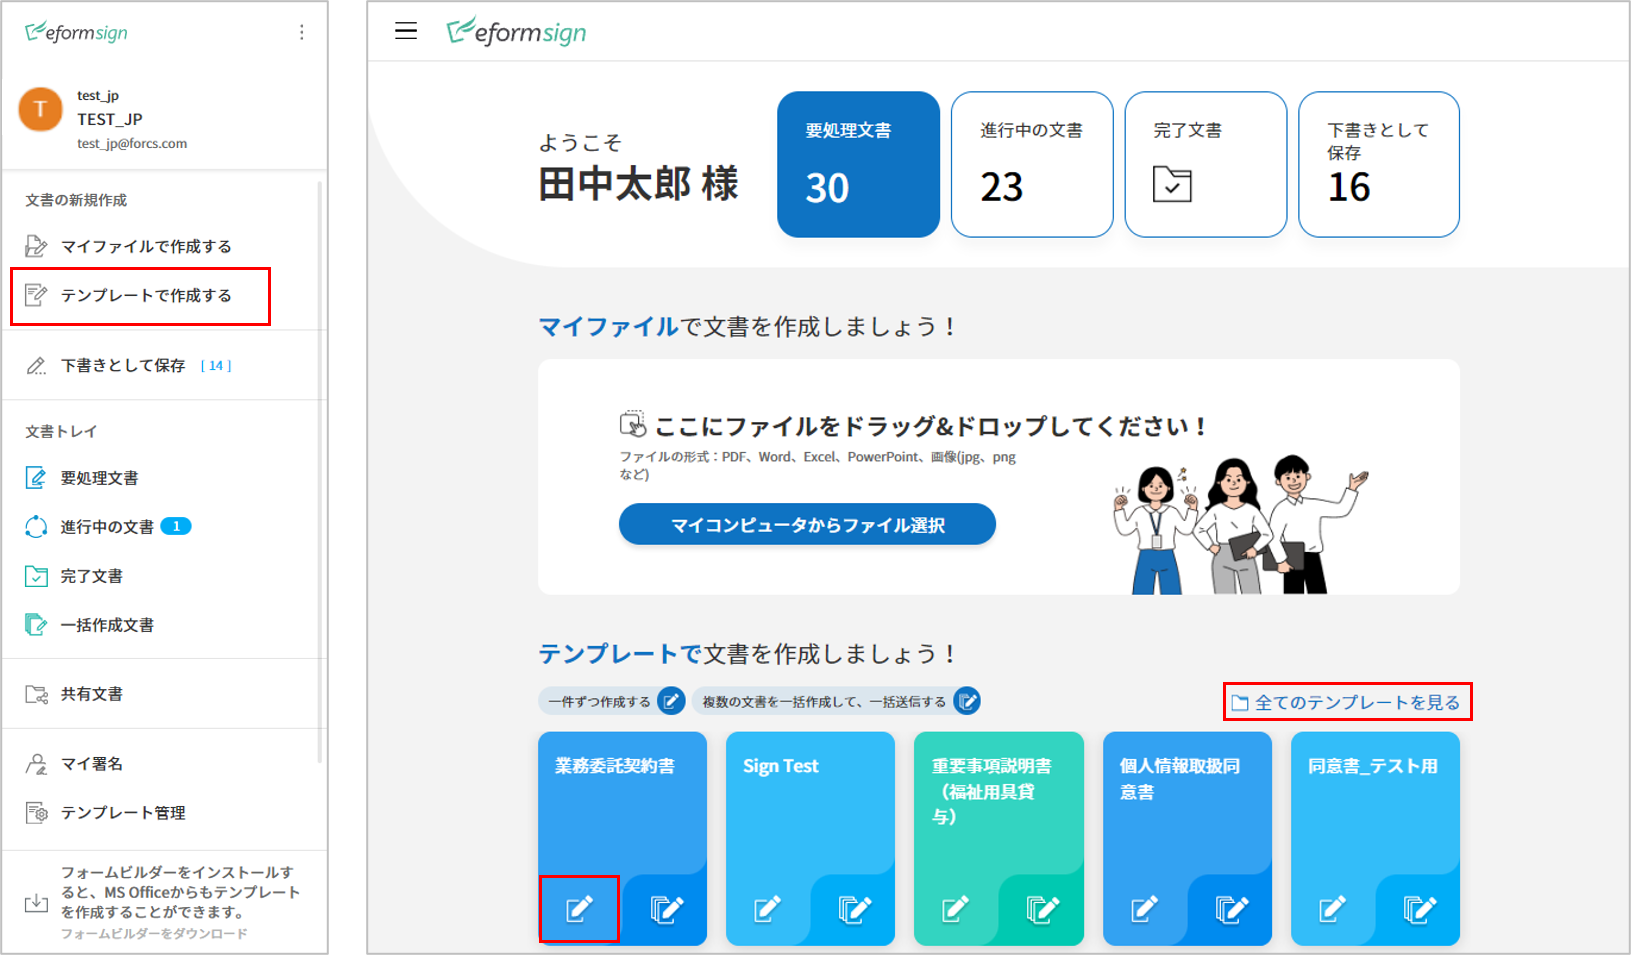 eformsign
T
test_jp
TEST_JP
test_jp@forcs.com
文書の新規作成
マイファイルで作成する
テンプレートで作成する
下書きとして保存 [ 14 ]
文書トレイ
要処理文書
進行中の文書 1
完了文書
一括作成文書
共有文書
マイ署名
テンプレート管理
フォームビルダーをインストールす
ると、MS Officeからもテンプレート
を作成することができます。
フォームビルダーをダウンロード
eformsign
ようこそ
田中太郎 様
要処理文書
30
進行中の文書
23
完了文書
下書きとして
保存
16
マイファイルで文書を作成しましょう！
ここにファイルをドラッグ&ドロップしてください！
ファイルの形式：PDF、Word、Excel、PowerPoint、画像(jpg、png
など)
マイコンピュータからファイル選択
テンプレートで文書を作成しましょう！
一件ずつ作成する
複数の文書を一括作成して、一括送信する
全てのテンプレートを見る
業務委託契約書
Sign Test
重要事項説明書
（福祉用具貸
与）
個人情報取扱同
意書
同意書_テスト用